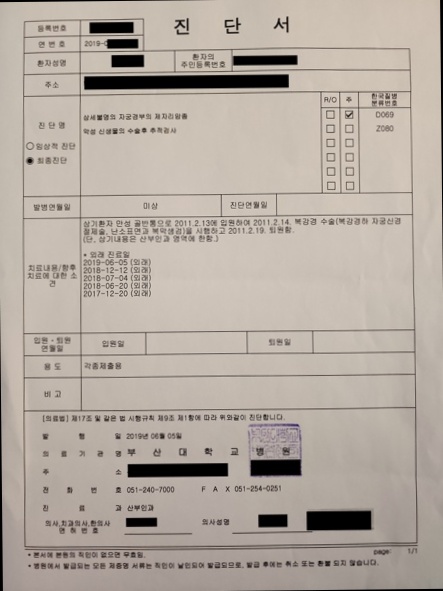 진 단 서
등록번호
연 번 호 2019-
환자성명 환자의 주민등록번호
주소
진 단 명
○ 임상적 진단
● 최종진단
R/O 주 한국질병 분류번호
상세불명의 자궁경부의 제자리암종 D069
악성 신생물의 수술후 추적검사 Z080
발병연월일 미상 진단연월일
치료내용/향후 치료에 대한 소견
상기환자 만성 골반통으로 2011.2.13에 입원하여 2011.2.14. 복강경 수술(복강경하 자궁신경
절제술, 난소표면과 복막생검)을 시행하고 2011.2.19. 퇴원함.
(단, 상기내용은 산부인과 영역에 한함.)
* 외래 진료일
2019-06-05 (외래)
2018-12-12 (외래)
2018-07-04 (외래)
2018-06-20 (외래)
2017-12-20 (외래)
입원·퇴원 연월일 입원일 퇴원일
용 도 각종제출용
비 고
[의료법] 제17조 및 같은 법 시행규칙 제9조 제1항에 따라 위와같이 진단합니다.
발 행 일 2019년 06월 05일
의 료 기 관 명 부 산 대 학 교 병 원
주 소
전 화 번 호 051-240-7000 F A X 051-254-0251
진 료 과 산부인과
의사,치과의사,한의사 면 허 번 호 의사성명
* 본서에 본원의 직인이 없으면 무효임.
* 병원에서 발급되는 모든 제증명 서류는 직인이 날인되어 발급되므로, 발급 후에는 취소 또는 환불 되지 않습니다.
page: 1/1